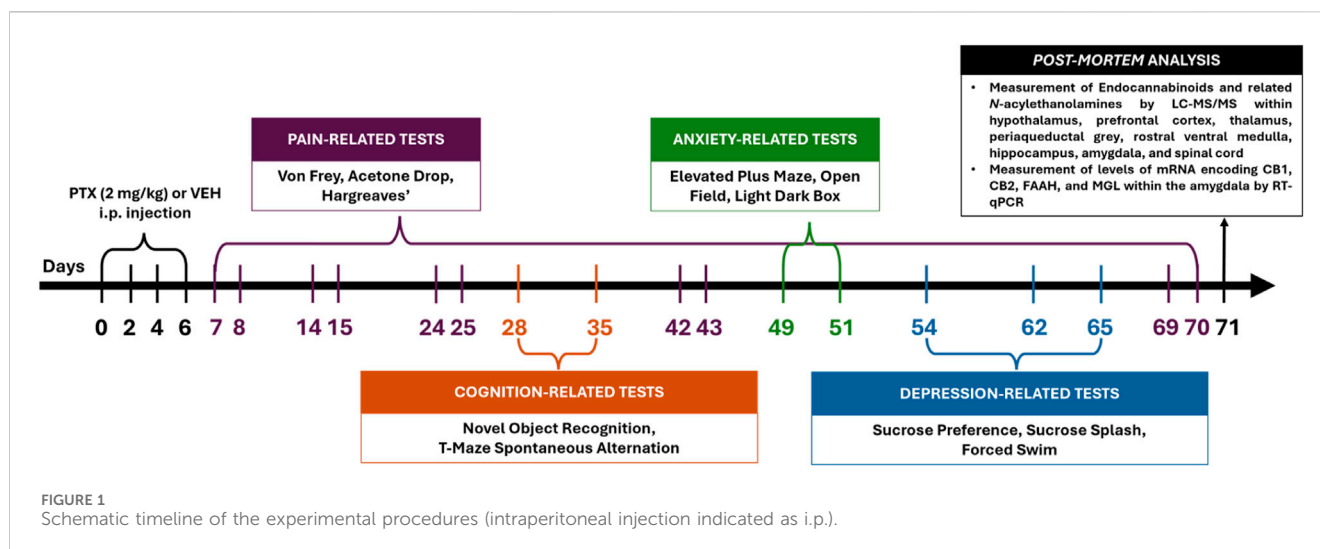 POST-MORTEM ANALYSIS
• Measurement of Endocannabinoids and related
N-acylethanolamines by LC-MS/MS within
hypothalamus, prefrontal cortex, thalamus,
periaqueductal grey, rostral ventral medulla,
hippocampus, amygdala, and spinal cord
• Measurement of levels of mRNA encoding CB1,
CB2, FAAH, and MGL within the amygdala by RT-
qPCR
PAIN-RELATED TESTS
Von Frey, Acetone Drop,
Hargreaves’
ANXIETY-RELATED TESTS
Elevated Plus Maze, Open
Field, Light Dark Box
PTX (2 mg/kg) or VEH
i.p. injection
Days
0 2 4 6 7 8 14 15 24 25 28 35 42 43 49 51 54 62 65 69 70 71
COGNITION-RELATED TESTS
Novel Object Recognition,
T-Maze Spontaneous Alternation
DEPRESSION-RELATED TESTS
Sucrose Preference, Sucrose Splash,
Forced Swim
FIGURE 1
Schematic timeline of the experimental procedures (intraperitoneal injection indicated as i.p.).